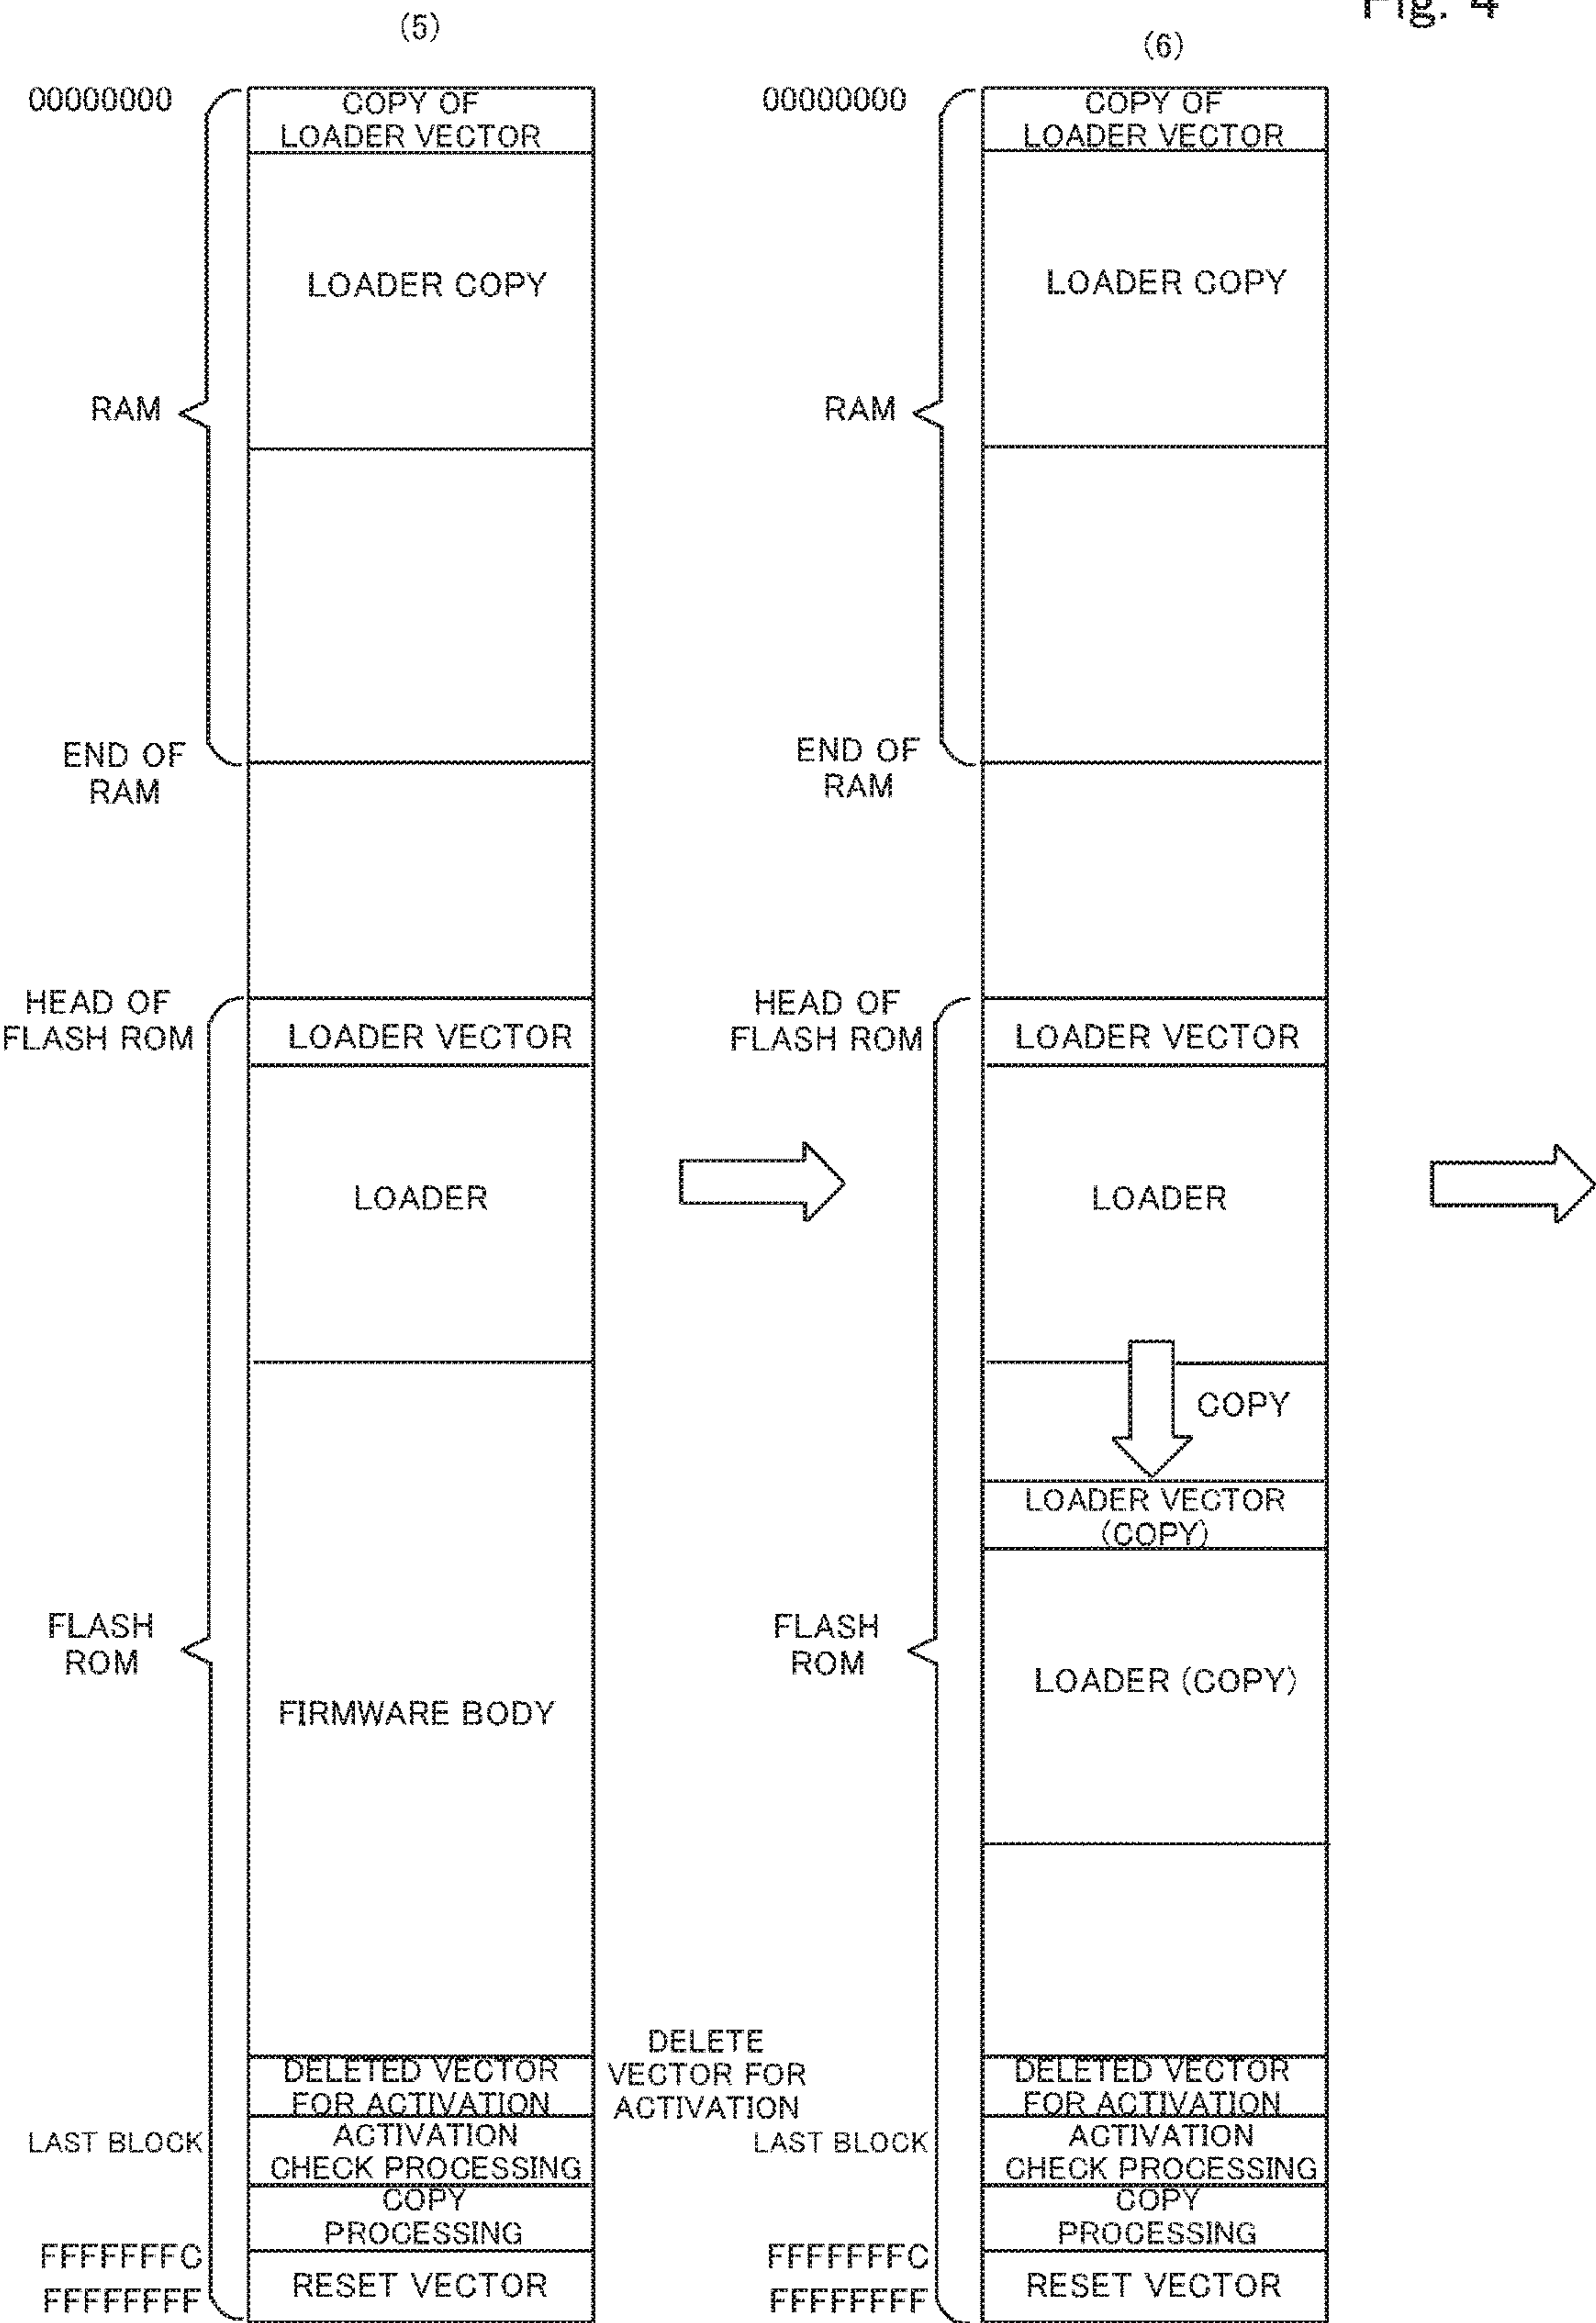 Fig. 4
(5)
00000000
COPY OF
LOADER VECTOR
LOADER COPY
RAM
END OF
RAM
HEAD OF
FLASH ROM
LOADER VECTOR
LOADER
FLASH
ROM
FIRMWARE BODY
DELETED VECTOR
FOR ACTIVATION
DELETE
VECTOR FOR
ACTIVATION
LAST BLOCK
ACTIVATION
CHECK PROCESSING
COPY
PROCESSING
FFFFFFFC
FFFFFFFF
RESET VECTOR
(6)
00000000
COPY OF
LOADER VECTOR
LOADER COPY
RAM
END OF
RAM
HEAD OF
FLASH ROM
LOADER VECTOR
LOADER
COPY
LOADER VECTOR
(COPY)
FLASH
ROM
LOADER (COPY)
DELETED VECTOR
FOR ACTIVATION
LAST BLOCK
ACTIVATION
CHECK PROCESSING
COPY
PROCESSING
FFFFFFFC
FFFFFFFF
RESET VECTOR